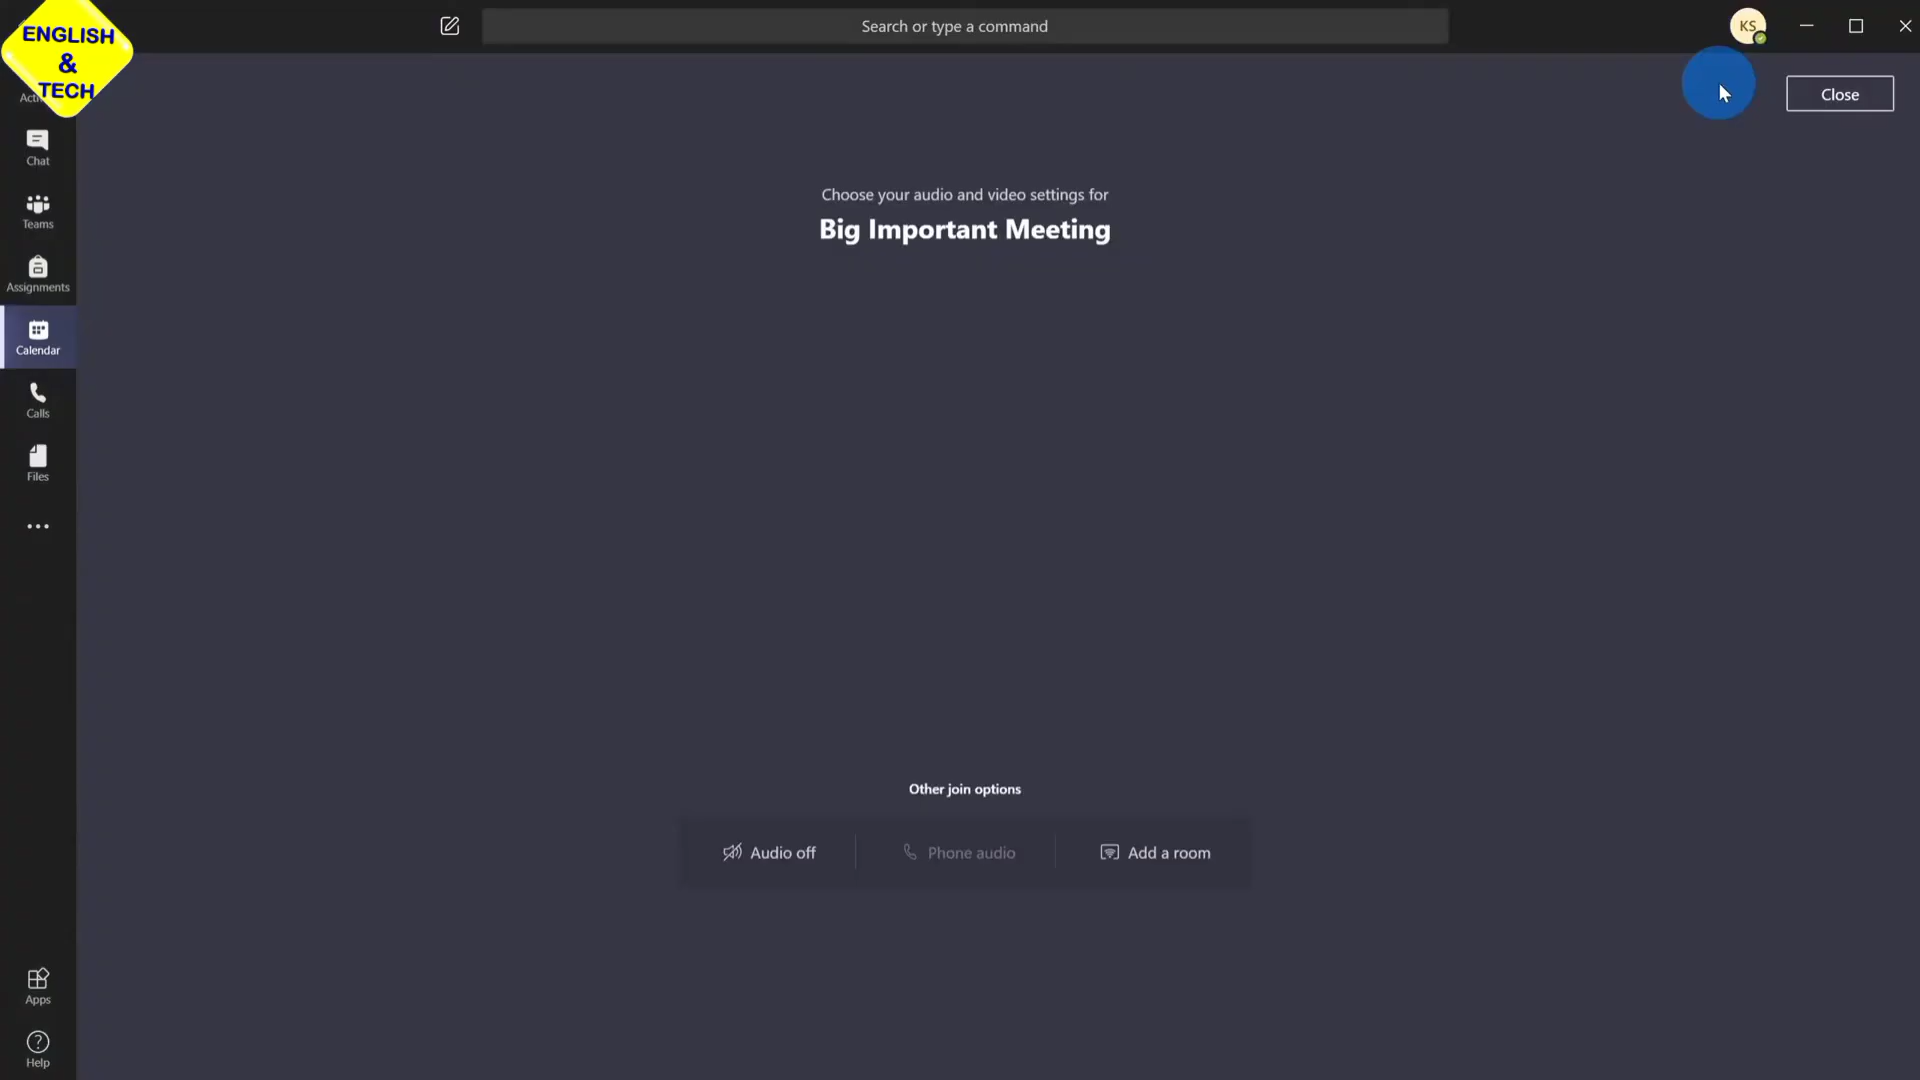 ENGLISH
&
TECH
Search or type a command
KS
Close
Chat
Teams
Assignments
Calendar
Calls
Files
Apps
Help
Choose your audio and video settings for
Big Important Meeting
Other join options
Audio off
Phone audio
Add a room